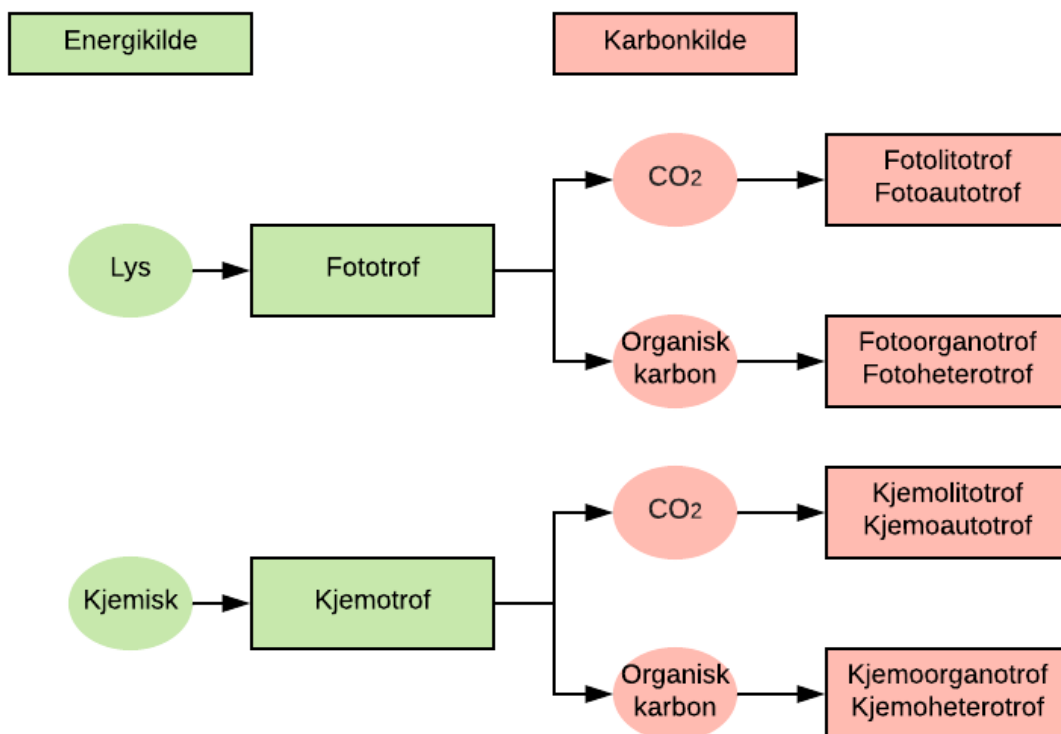 Energikilde
Karbonkilde
Lys
Fototrof
CO2
Fotolitotrof
Fotoautotrof
Organisk
karbon
Fotoorganotrof
Fotoheterotrof
Kjemisk
Kjemotrof
CO2
Kjemolitotrof
Kjemoautotrof
Organisk
karbon
Kjemoorganotrof
Kjemoheterotrof